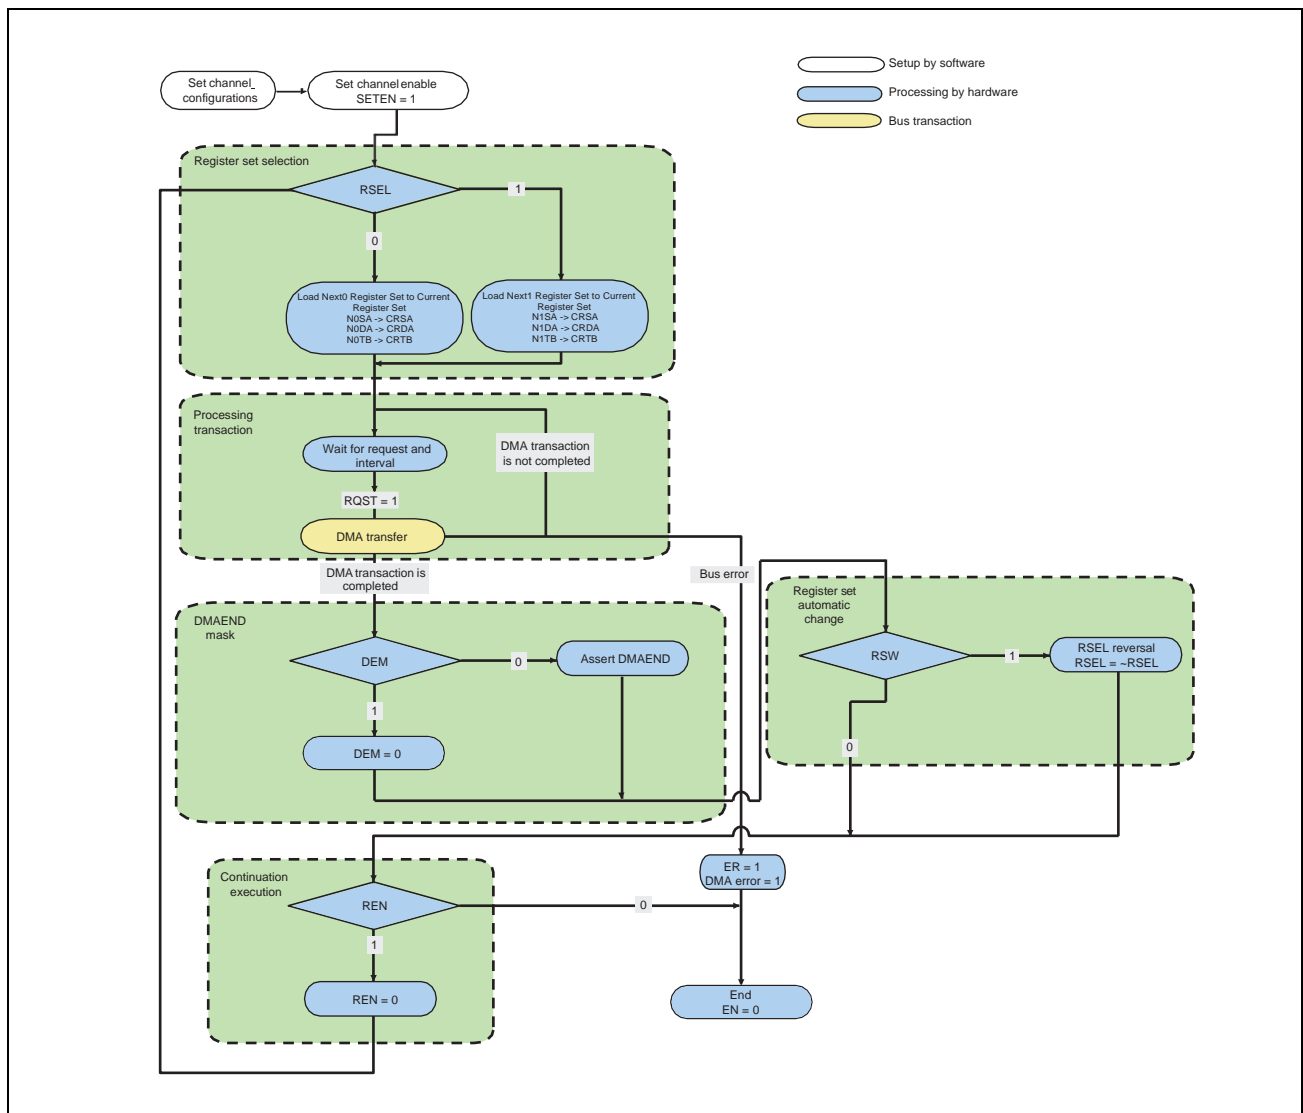 Set channel_
configurations
Set channel enable
SETEN = 1
Setup by software
Processing by hardware
Bus transaction
Register set selection
RSEL
1
0
Load Next0 Register Set to Current
Register Set
N0SA -> CRSA
N0DA -> CRDA
N0TB -> CRTB
Load Next1 Register Set to Current
Register Set
N1SA -> CRSA
N1DA -> CRDA
N1TB -> CRTB
Processing
transaction
Wait for request and
interval
DMA transaction
is not completed
RQST = 1
DMA transfer
DMA transaction is
completed
Bus error
Register set
automatic
change
DMAEND
mask
DEM
0
Assert DMAEND
1
DEM = 0
RSW
1
RSEL reversal
RSEL = ~RSEL
0
Continuation
execution
REN
0
1
REN = 0
ER = 1
DMA error = 1
End
EN = 0